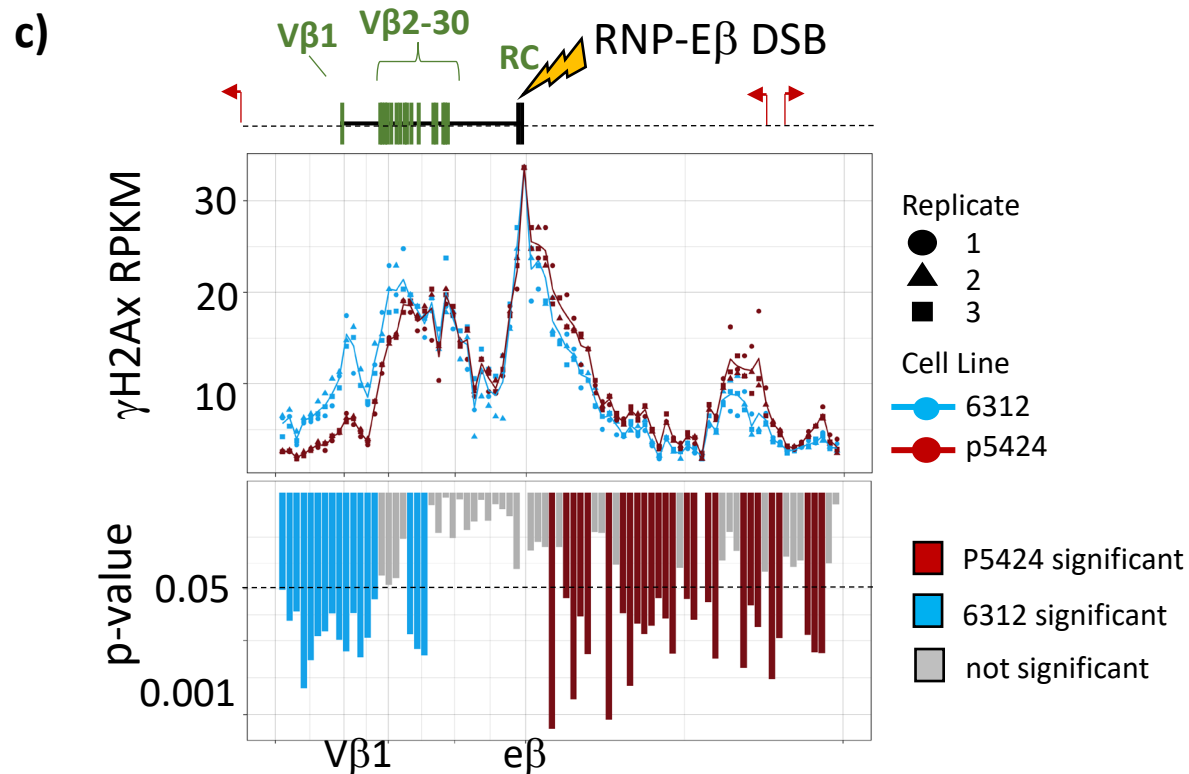 c)
Vβ1
Vβ2-30
RC
RNP-Eβ DSB
γH2Ax RPKM
30
20
10
Replicate
1
2
3
Cell Line
6312
p5424
p-value
0.05
0.001
P5424 significant
6312 significant
not significant
Vβ1
eβ